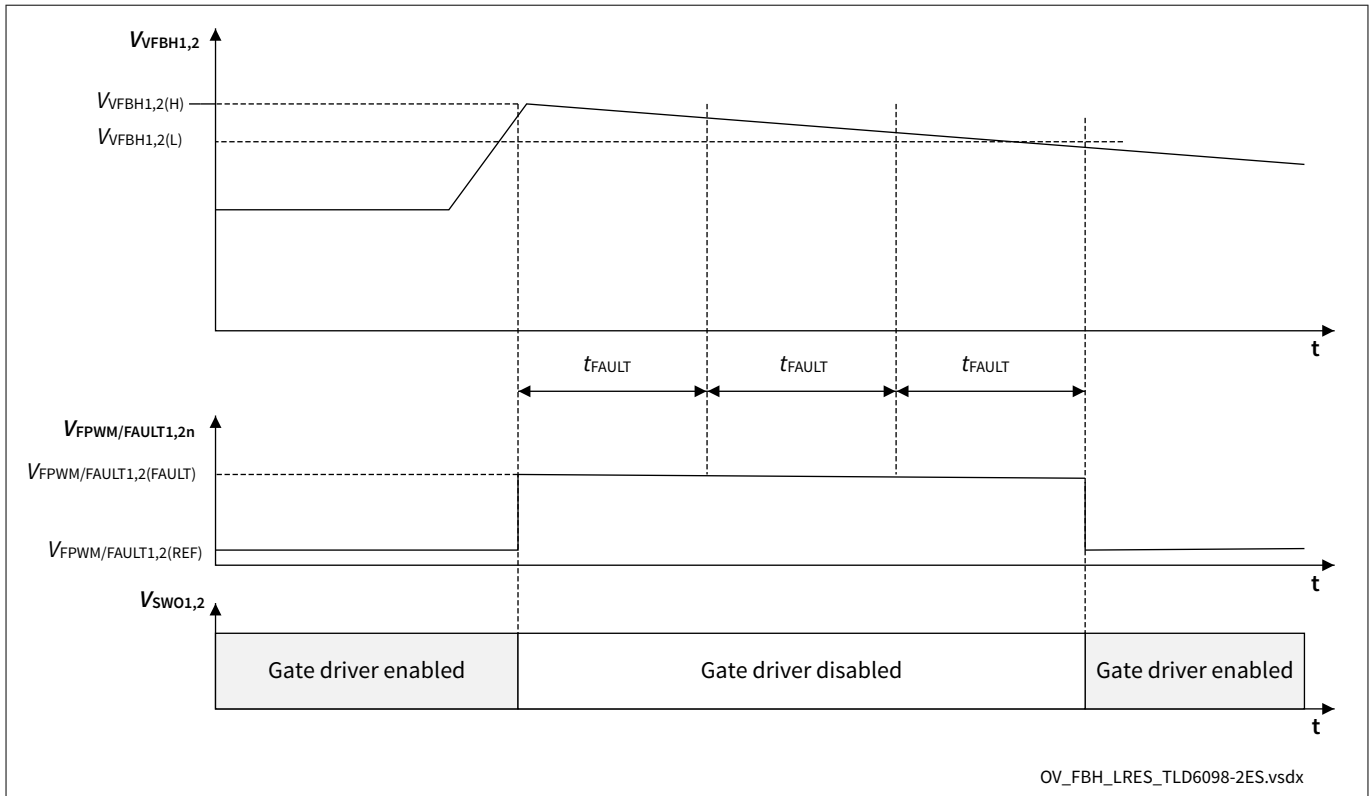 VVFBH1,2
VVFBH1,2(H)
VVFBH1,2(L)
t
tFAULT tFAULT tFAULT
VFPWM/FAULT1,2n
VFPWM/FAULT1,2(FAULT)
VFPWM/FAULT1,2(REF)
t
VSWO1,2
Gate driver enabled Gate driver disabled Gate driver enabled
t
OV_FBH_LRES_TLD6098-2ES.vsdx